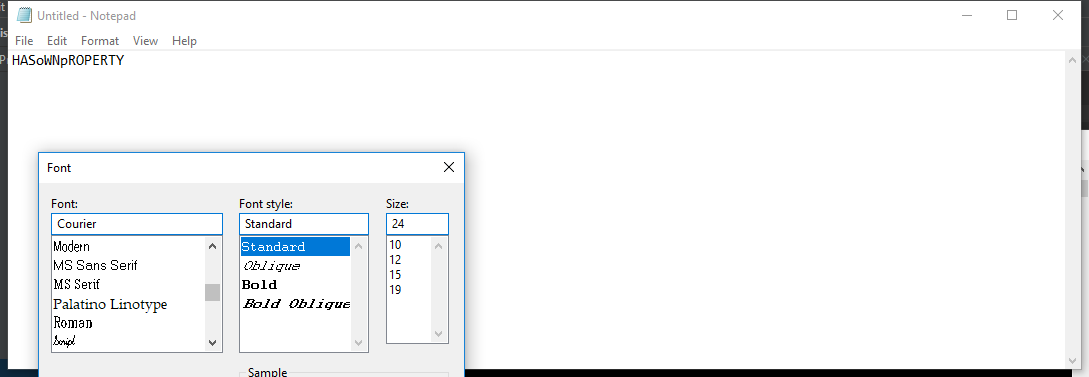 Untitled - Notepad
File Edit Format View Help
HASoWNpROPERTY
Font
Font: Font style: Size:
Courier Standard 24
Modern Standard 10
MS Sans Serif Oblique 12
MS Serif Bold 15
Palatino Linotype Bold Oblique 19
Roman
Script
Sample